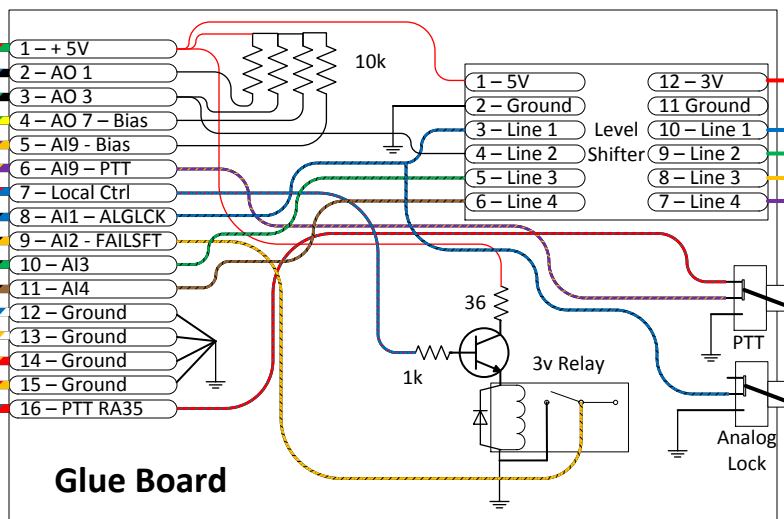 1 – + 5V
2 – AO 1
3 – AO 3
4 – AO 7 – Bias
5 – AI9 - Bias
6 – AI9 – PTT
7 – Local Ctrl
8 – AI1 – ALGLCK
9 – AI2 - FAILSFT
10 – AI3
11 – AI4
12 – Ground
13 – Ground
14 – Ground
15 – Ground
16 – PTT RA35
10k
1 – 5V
2 – Ground
3 – Line 1
4 – Line 2
5 – Line 3
6 – Line 4
Level
Shifter
12 – 3V
11 Ground
10 – Line 1
9 – Line 2
8 – Line 3
7 – Line 4
36
1k
3v Relay
PTT
Analog
Lock
Glue Board